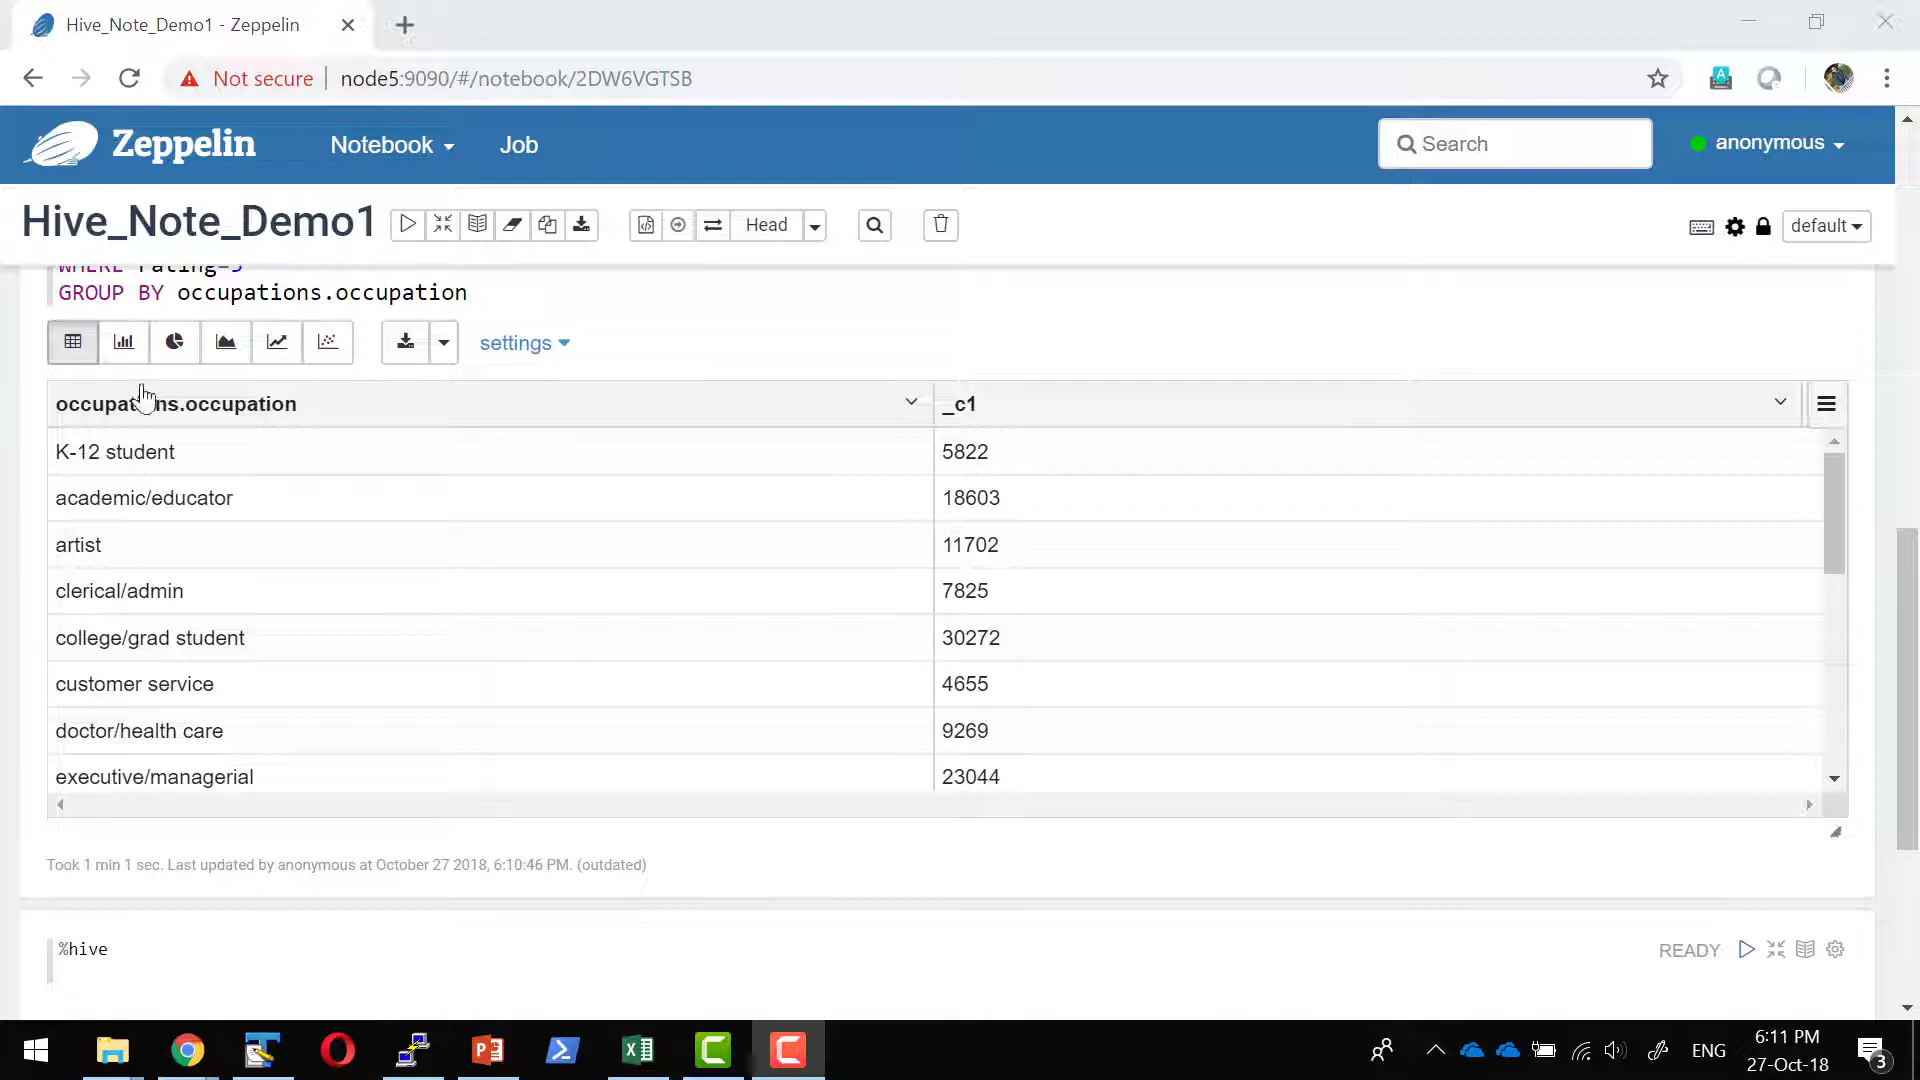 Hive_Note_Demo1 - Zeppelin
Not secure
node5:9090/#/notebook/2DW6VGTSB
Zeppelin
Notebook
Job
Search
anonymous
Hive_Note_Demo1
Head
default
WHERE rating=5
GROUP BY occupations.occupation
settings
occupations.occupation _c1
K-12 student 5822
academic/educator 18603
artist 11702
clerical/admin 7825
college/grad student 30272
customer service 4655
doctor/health care 9269
executive/managerial 23044
Took 1 min 1 sec. Last updated by anonymous at October 27 2018, 6:10:46 PM. (outdated)
%hive
READY
ENG
6:11 PM
27-Oct-18
3